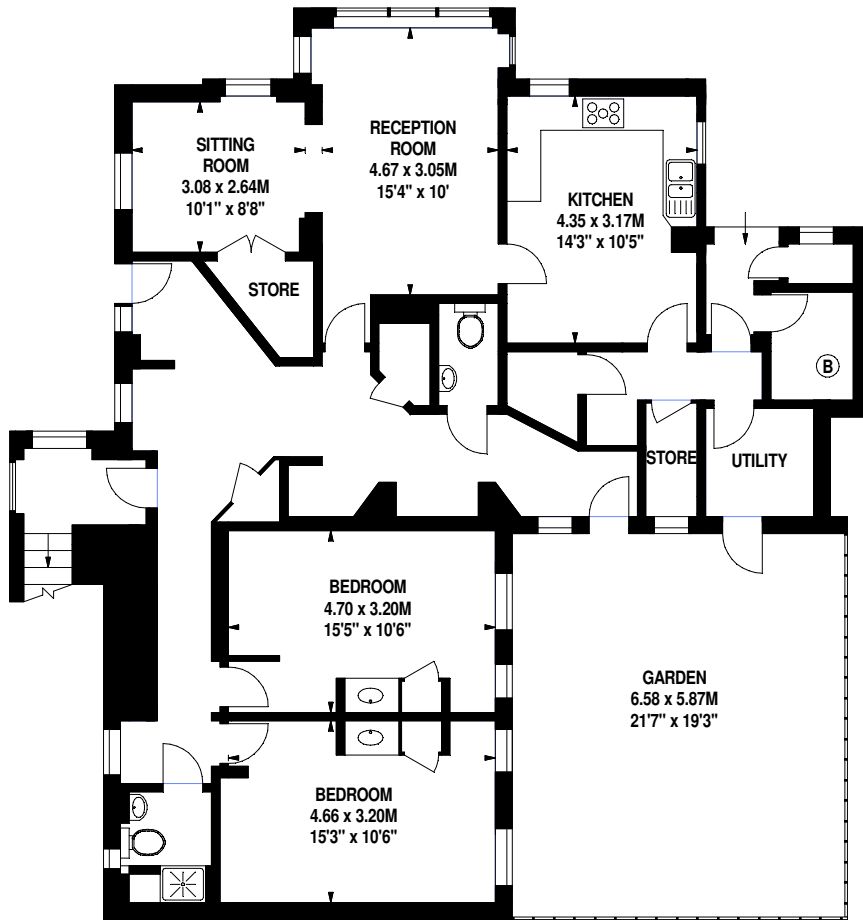 SITTING
ROOM
3.08 x 2.64M
10'1" x 8'8"
RECEPTION
ROOM
4.67 x 3.05M
15'4" x 10'
KITCHEN
4.35 x 3.17M
14'3" x 10'5"
STORE
B
STORE
UTILITY
BEDROOM
4.70 x 3.20M
15'5" x 10'6"
GARDEN
6.58 x 5.87M
21'7" x 19'3"
BEDROOM
4.66 x 3.20M
15'3" x 10'6"